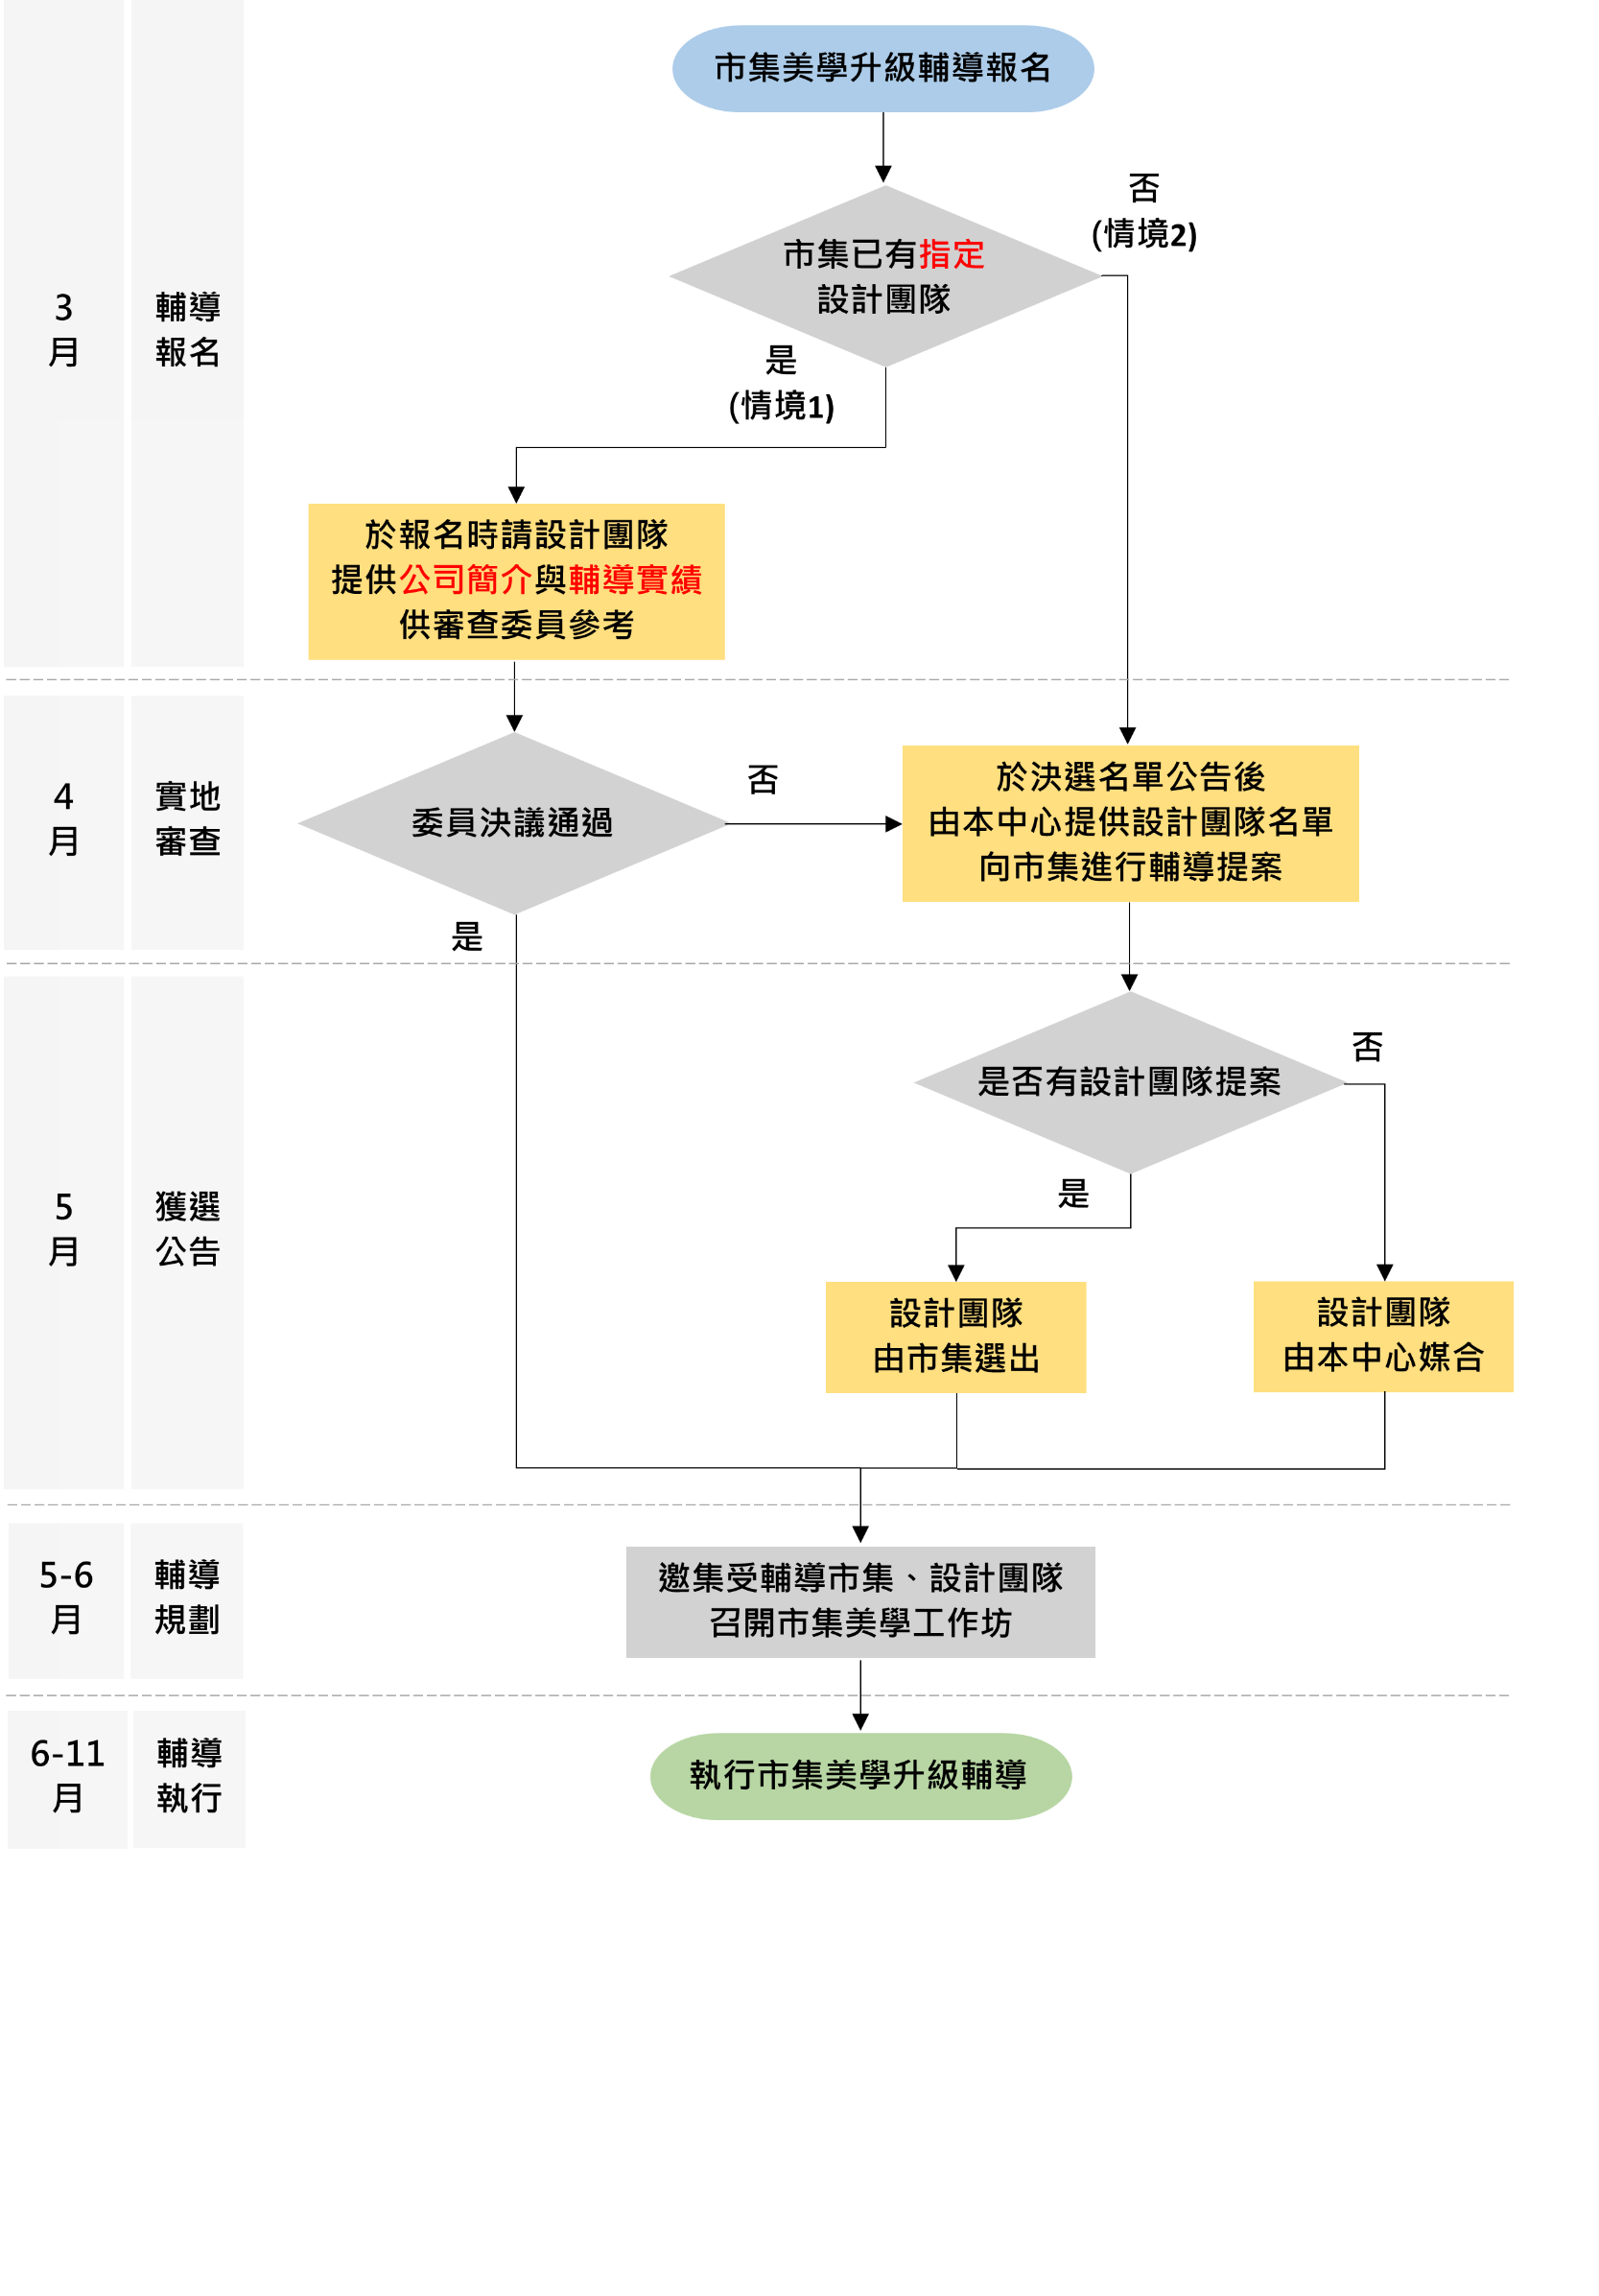 市集美學升級輔導報名
否
(情境2)
市集已有指定
設計團隊
3
月
輔導
報名
是
(情境1)
於報名時請設計團隊
提供公司簡介與輔導實績
供審查委員參考
4
月
實地
審查
委員決議通過
否
於決選名單公告後
由本中心提供設計團隊名單
向市集進行輔導提案
是
5
月
獲選
公告
是否有設計團隊提案
否
是
設計團隊
由市集選出
設計團隊
由本中心媒合
5-6
月
輔導
規劃
邀集受輔導市集、設計團隊
召開市集美學工作坊
6-11
月
輔導
執行
執行市集美學升級輔導